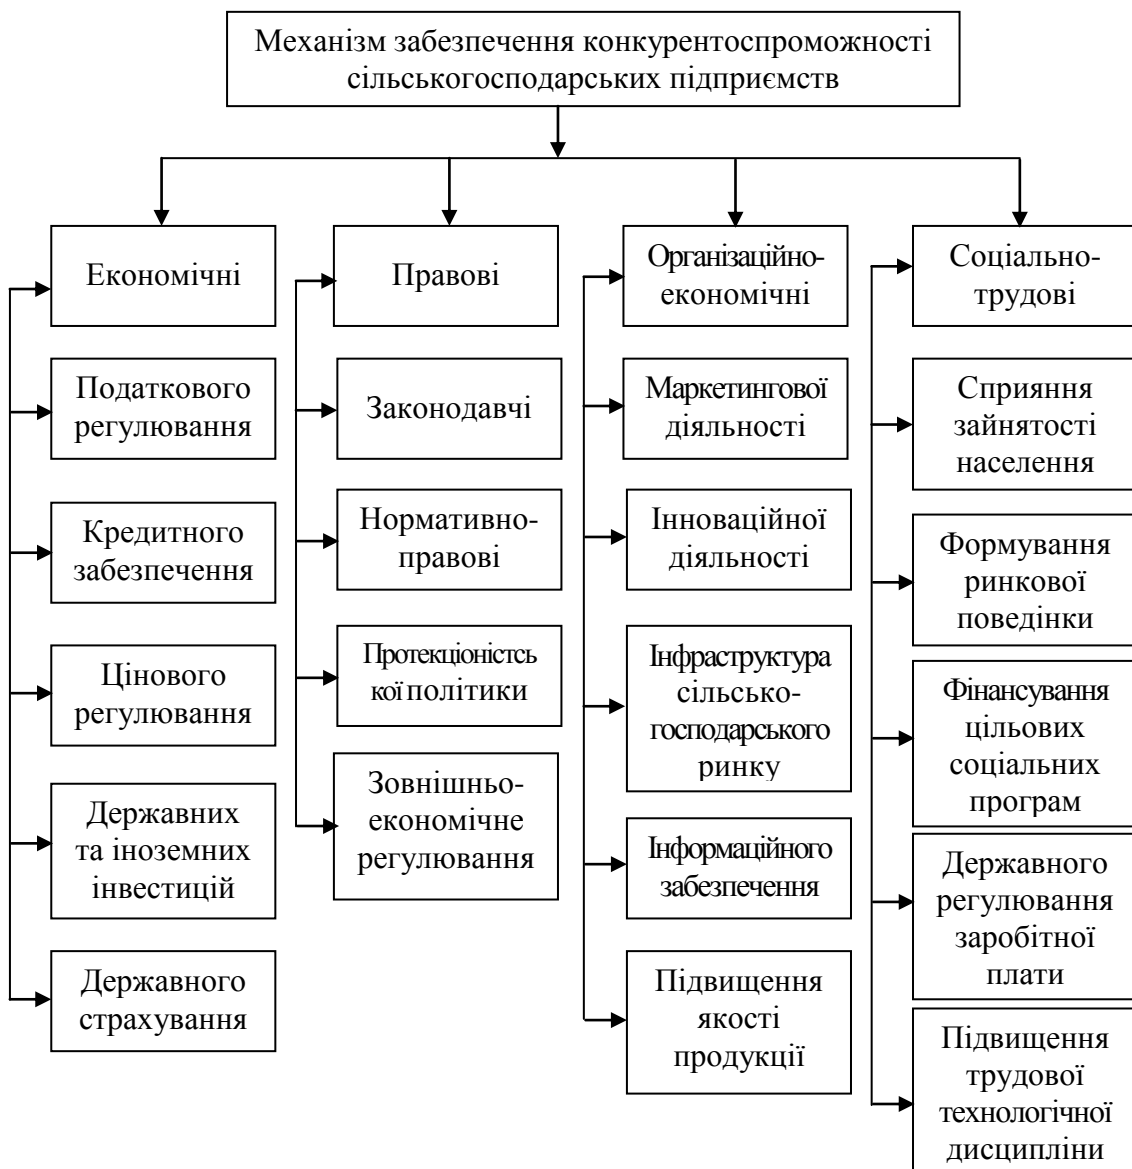 Механізм забезпечення конкурентоспроможності
сільськогосподарських підприємств
Економічні
Податкового
регулювання
Кредитного
забезпечення
Цінового
регулювання
Державних
та іноземних
інвестицій
Державного
страхування
Правові
Законодавчі
Нормативно-
правові
Протекціоністсь
кої політики
Зовнішньо-
економічне
регулювання
Організаційно-
економічні
Маркетингової
діяльності
Інноваційної
діяльності
Інфраструктура
сільсько-
господарського
ринку
Інформаційного
забезпечення
Підвищення
якості
продукції
Соціально-
трудові
Сприяння
зайнятості
населення
Формування
ринкової
поведінки
Фінансування
цільових
соціальних
програм
Державного
регулювання
заробітної
плати
Підвищення
трудової
технологічної
дисципліни